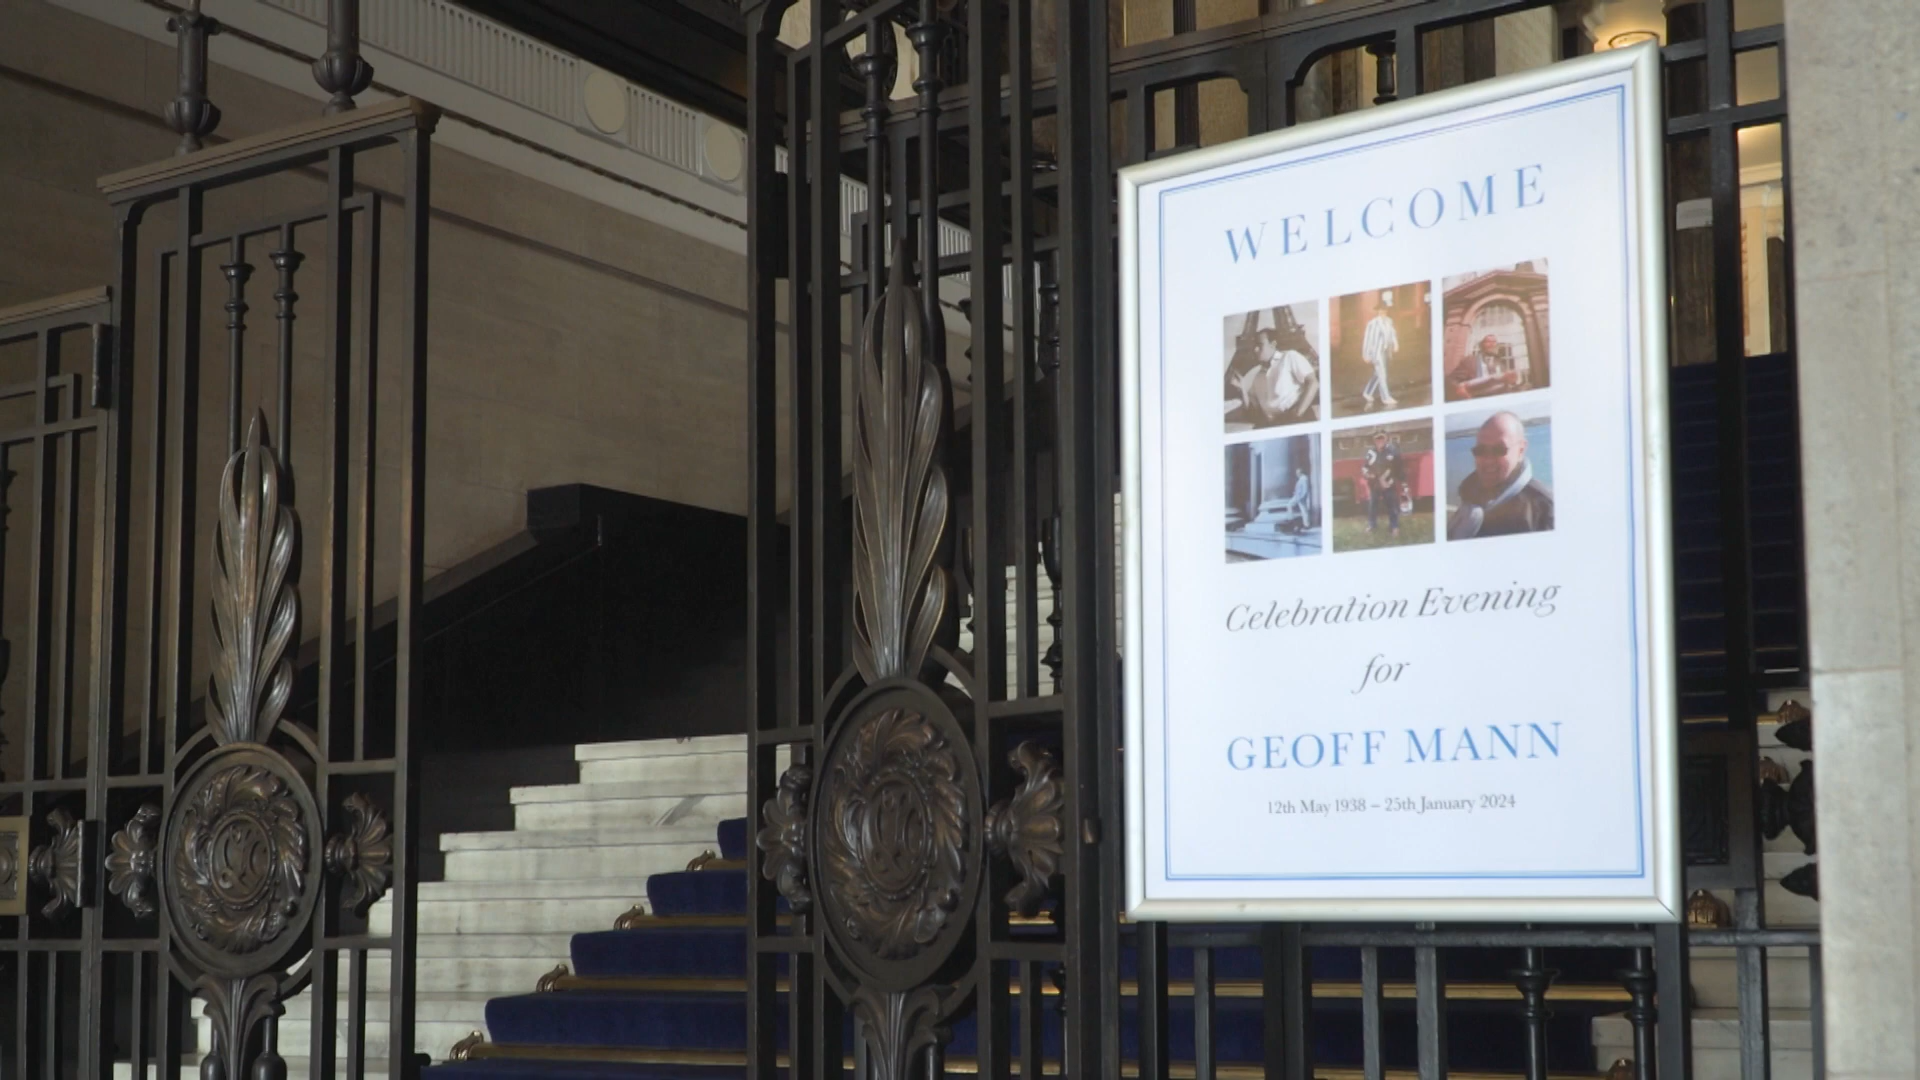 WELCOME
Celebration Evening
for
GEOFF MANN
12th May 1938 – 25th January 2024